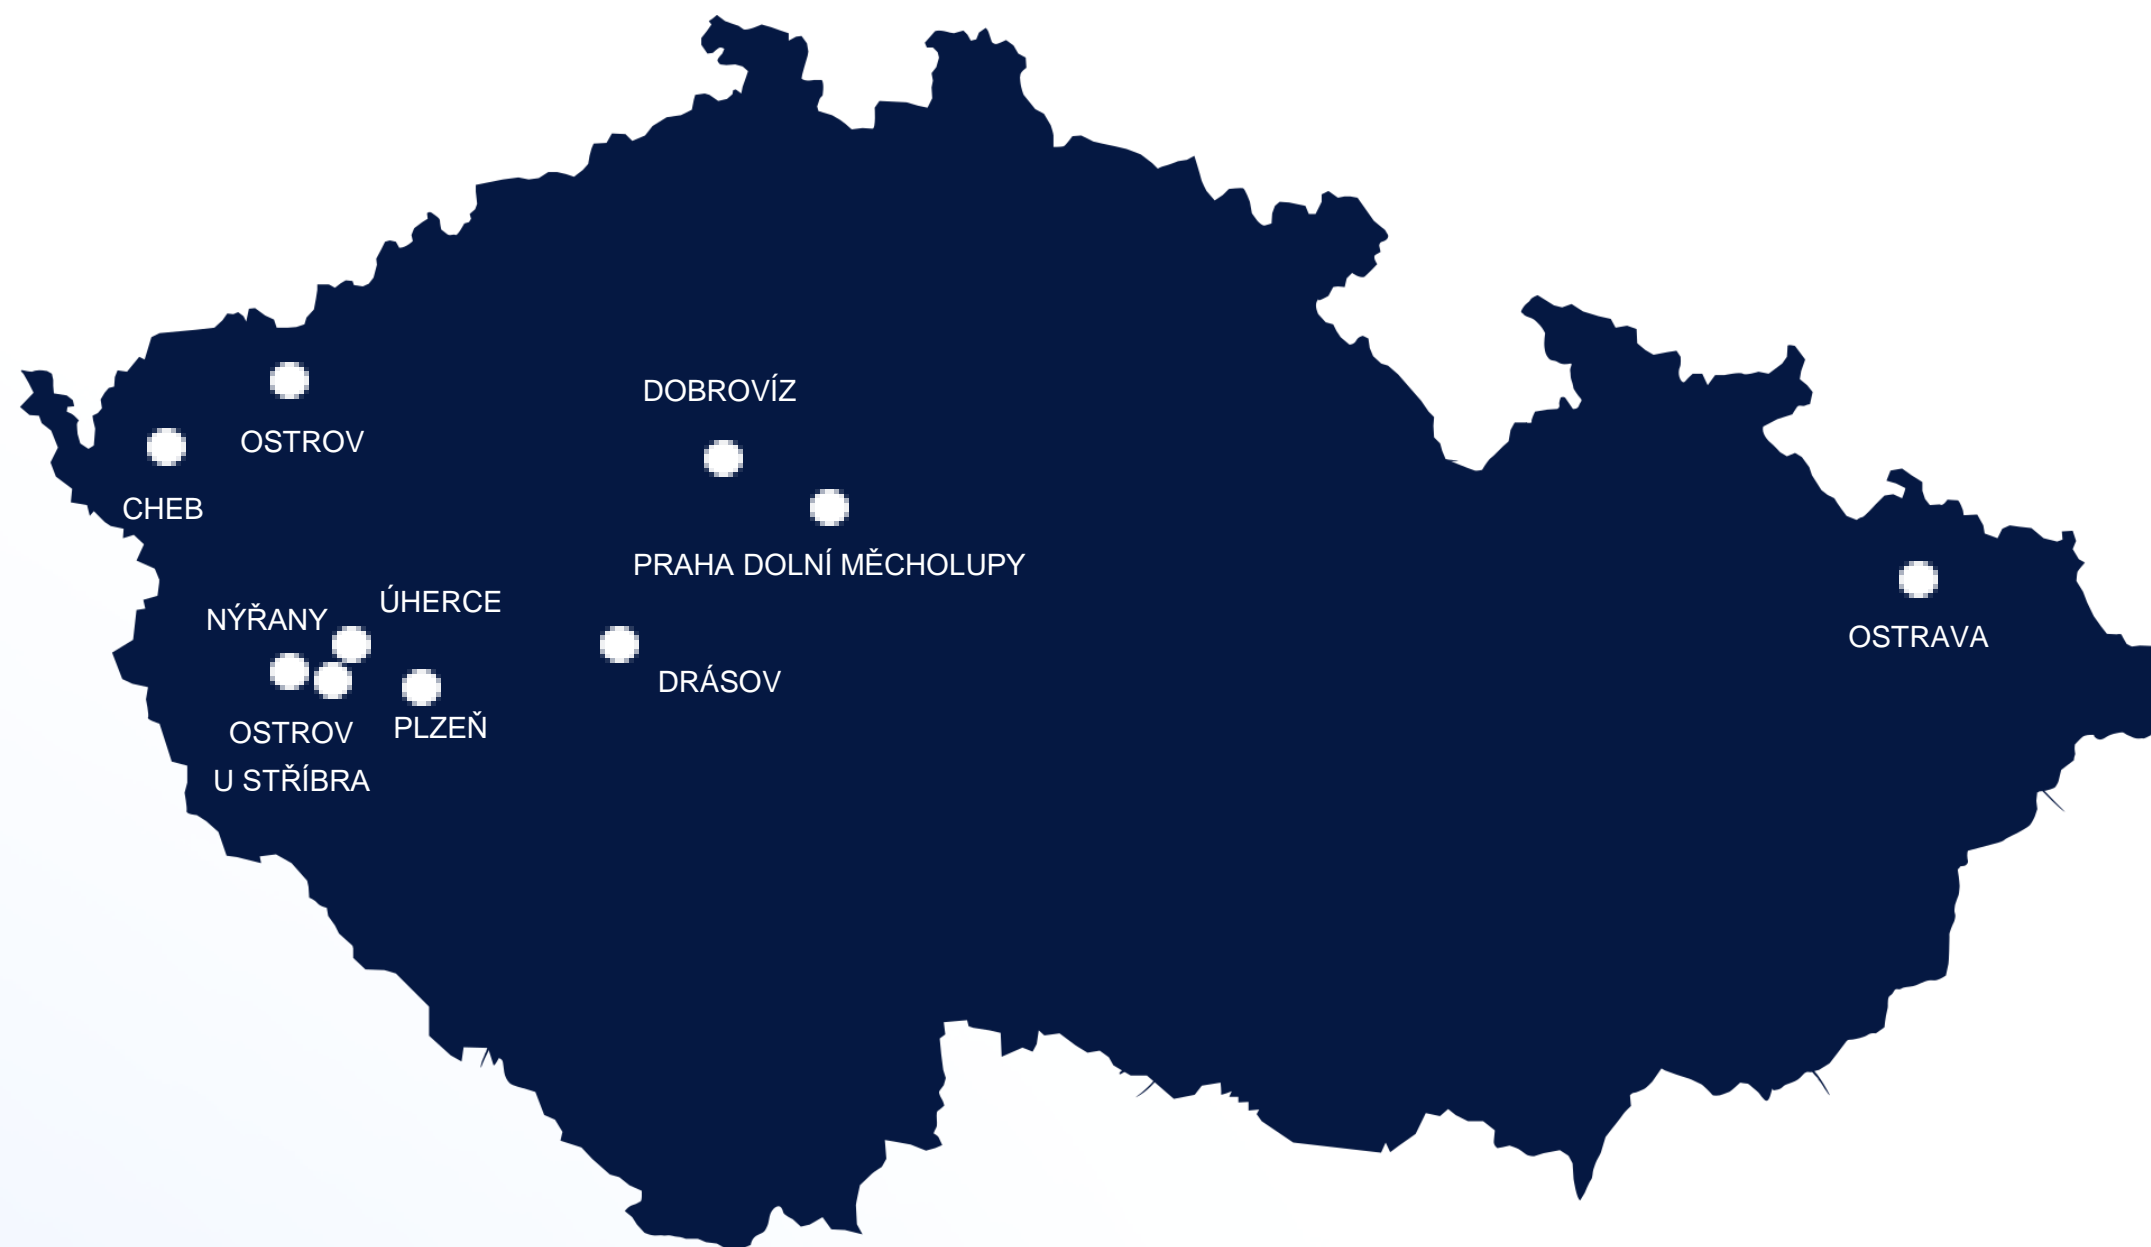 DOBROVÍZ
OSTROV
CHEB
PRAHA DOLNÍ MĚCHOLUPY
ÚHERCE
NÝŘANY
OSTRAVA
DRÁSOV
PLZEŇ
OSTROV
U STŘÍBRA